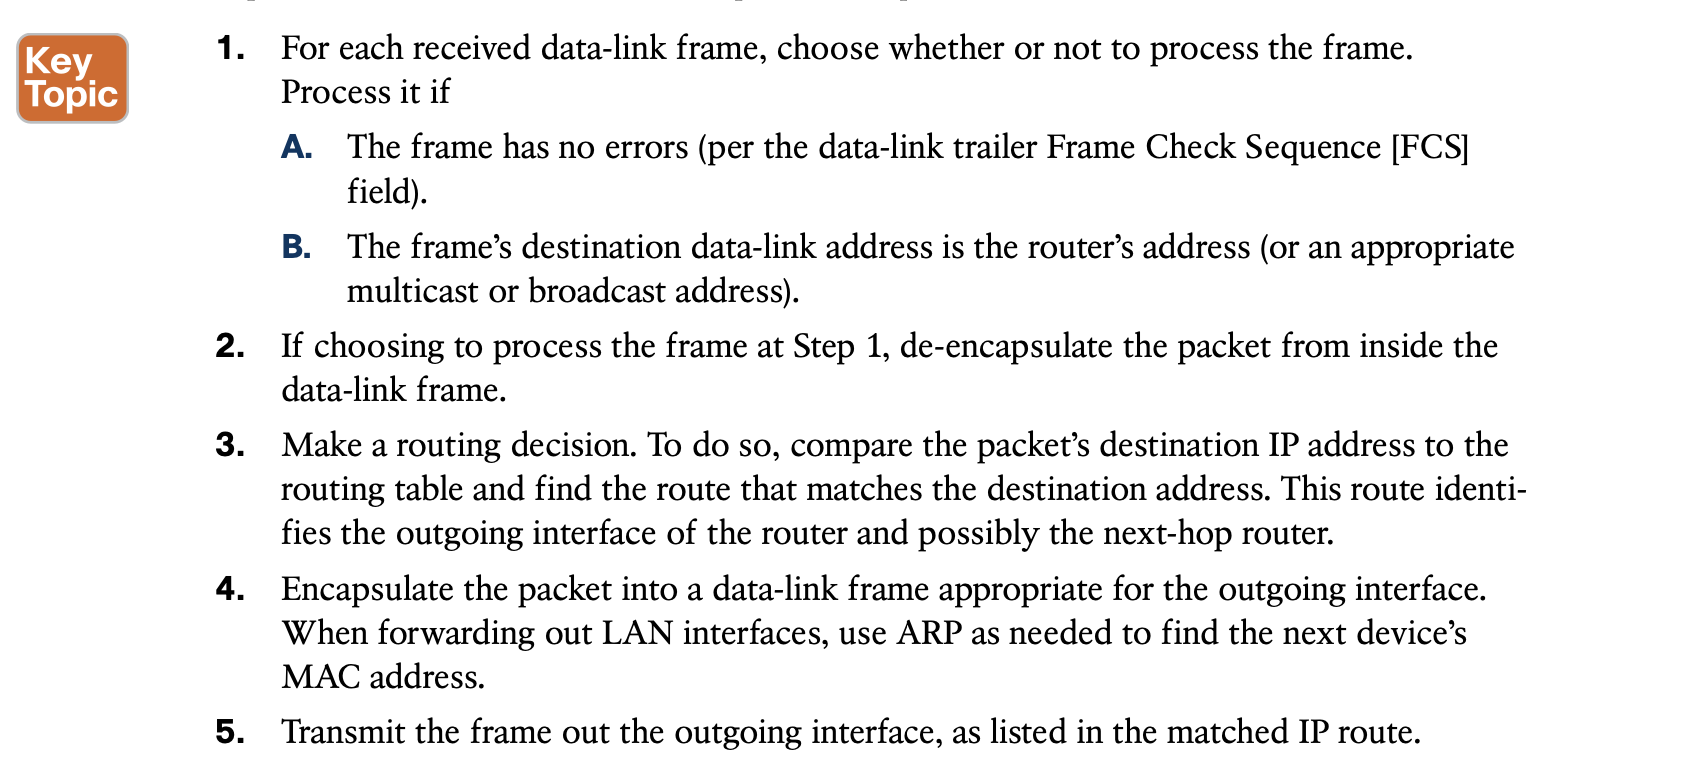 Key
Topic
1. For each received data-link frame, choose whether or not to process the frame.
Process it if
A. The frame has no errors (per the data-link trailer Frame Check Sequence [FCS]
field).
B. The frame’s destination data-link address is the router’s address (or an appropriate
multicast or broadcast address).
2. If choosing to process the frame at Step 1, de-encapsulate the packet from inside the
data-link frame.
3. Make a routing decision. To do so, compare the packet’s destination IP address to the
routing table and find the route that matches the destination address. This route identi-
fies the outgoing interface of the router and possibly the next-hop router.
4. Encapsulate the packet into a data-link frame appropriate for the outgoing interface.
When forwarding out LAN interfaces, use ARP as needed to find the next device’s
MAC address.
5. Transmit the frame out the outgoing interface, as listed in the matched IP route.